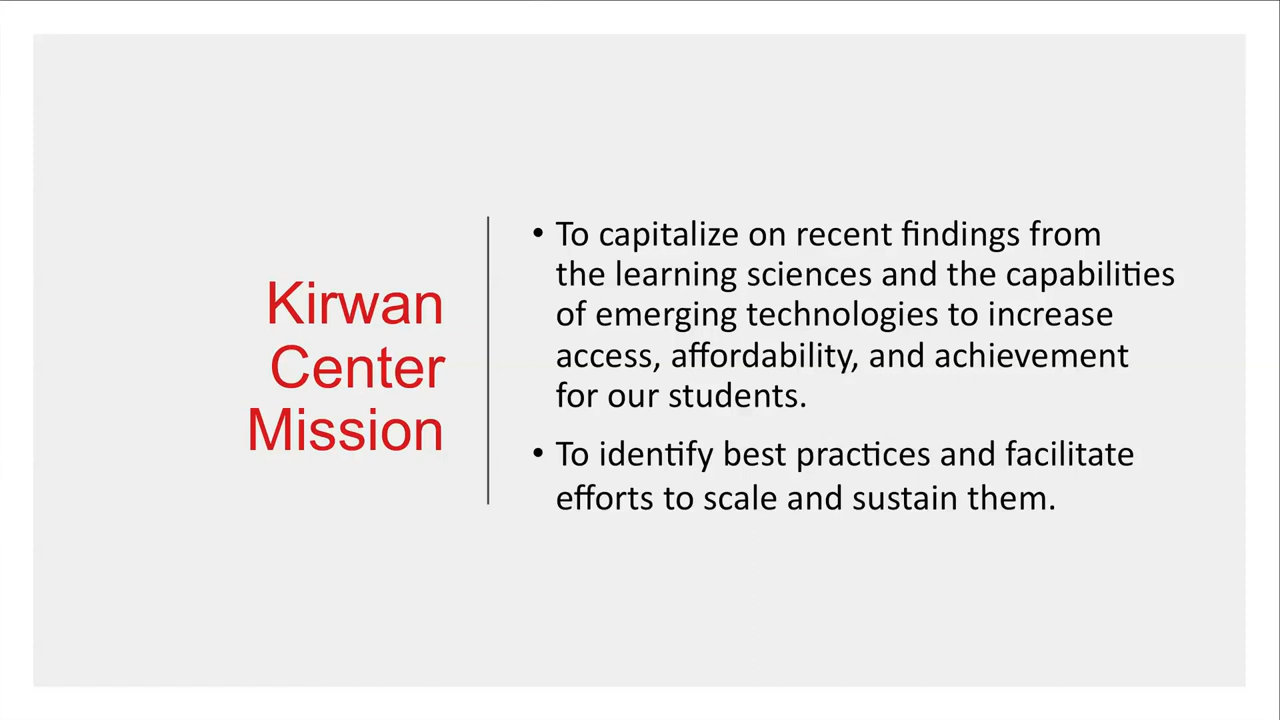 Kirwan
Center
Mission
• To capitalize on recent findings from
the learning sciences and the capabilities
of emerging technologies to increase
access, affordability, and achievement
for our students.
• To identify best practices and facilitate
efforts to scale and sustain them.